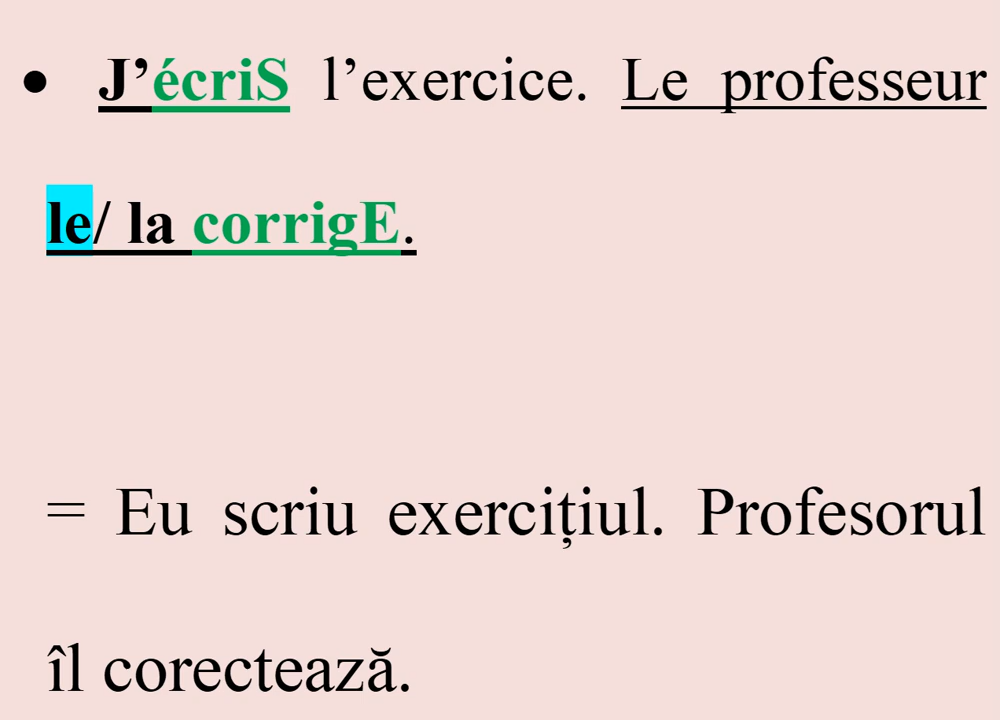 • J’écriS l’exercice. Le professeur
le/ la corrigE.
= Eu scriu exercițiul. Profesorul
îl corectează.